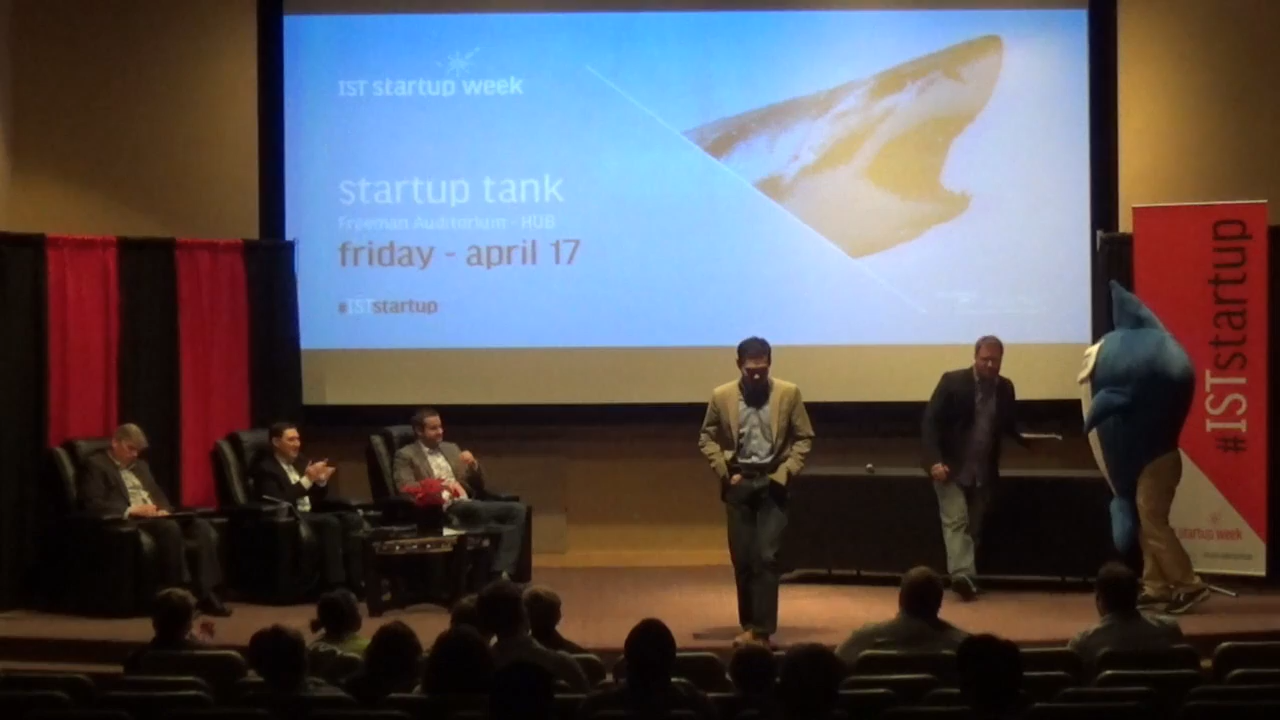 IST startup week
startup tank
Freeman Auditorium - HUB
friday - april 17
#ISTstartup
#ISTstartup
startup week